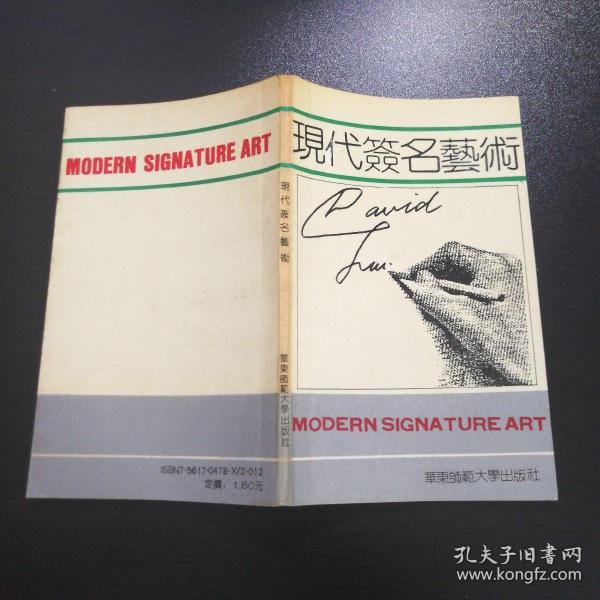 MODERN SIGNATURE ART
ISBN7-5617-0478-X/J·012
定價：1.60元
現代簽名藝術
華東師範大學出版社
現代簽名藝術
David
MODERN SIGNATURE ART
華東師範大學出版社
孔夫子旧书网
www.kongfz.com